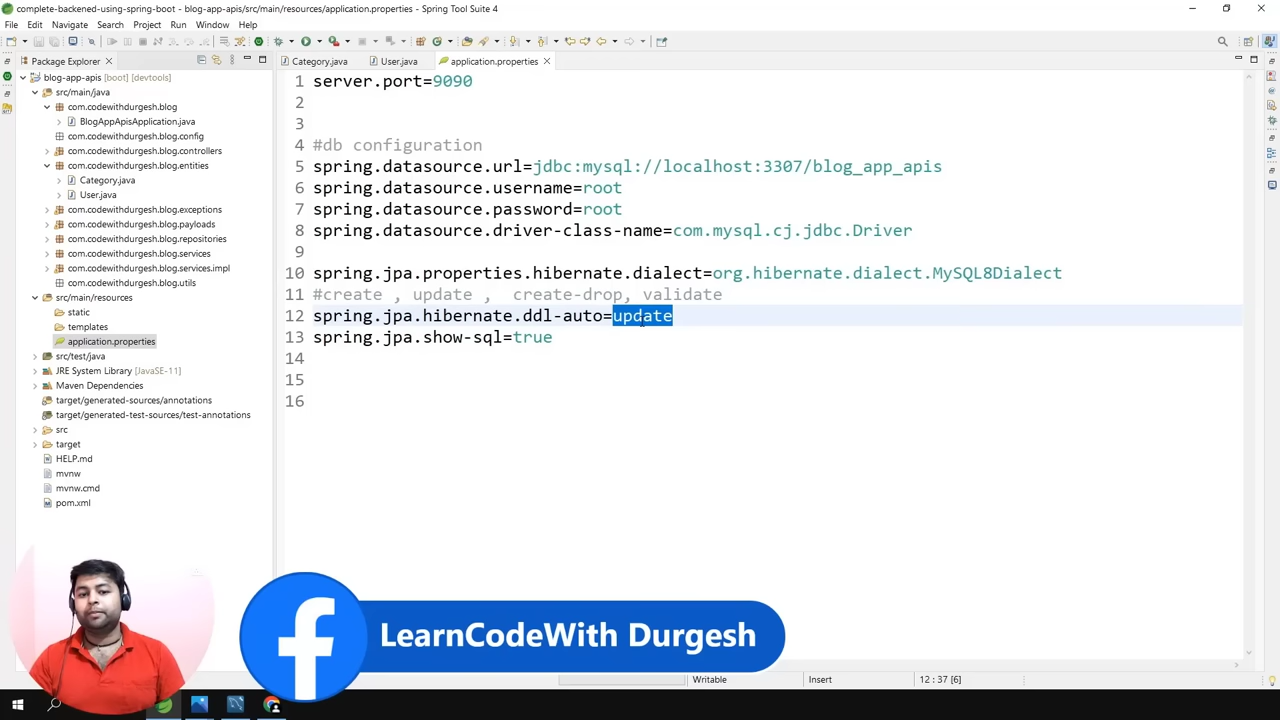 complete-backened-using-spring-boot - blog-app-apis/src/main/resources/application.properties - Spring Tool Suite 4
File Edit Navigate Search Project Run Window Help
Package Explorer
Category.java
User.java
application.properties
blog-app-apis [boot] [devtools]
src/main/java
com.codewithdurgesh.blog
BlogAppApisApplication.java
com.codewithdurgesh.blog.config
com.codewithdurgesh.blog.controllers
com.codewithdurgesh.blog.entities
Category.java
User.java
com.codewithdurgesh.blog.exceptions
com.codewithdurgesh.blog.payloads
com.codewithdurgesh.blog.repositories
com.codewithdurgesh.blog.services
com.codewithdurgesh.blog.services.impl
com.codewithdurgesh.blog.utils
src/main/resources
static
templates
application.properties
src/test/java
JRE System Library [JavaSE-11]
Maven Dependencies
target/generated-sources/annotations
target/generated-test-sources/test-annotations
src
target
HELP.md
mvnw
mvnw.cmd
pom.xml
1 server.port=9090
2
3
4 #db configuration
5 spring.datasource.url=jdbc:mysql://localhost:3307/blog_app_apis
6 spring.datasource.username=root
7 spring.datasource.password=root
8 spring.datasource.driver-class-name=com.mysql.cj.jdbc.Driver
9
10 spring.jpa.properties.hibernate.dialect=org.hibernate.dialect.MySQL8Dialect
11 #create , update ,  create-drop, validate
12 spring.jpa.hibernate.ddl-auto=update
13 spring.jpa.show-sql=true
14
15
16
f LearnCodeWith Durgesh
Writable
Insert
12 : 37 [6]